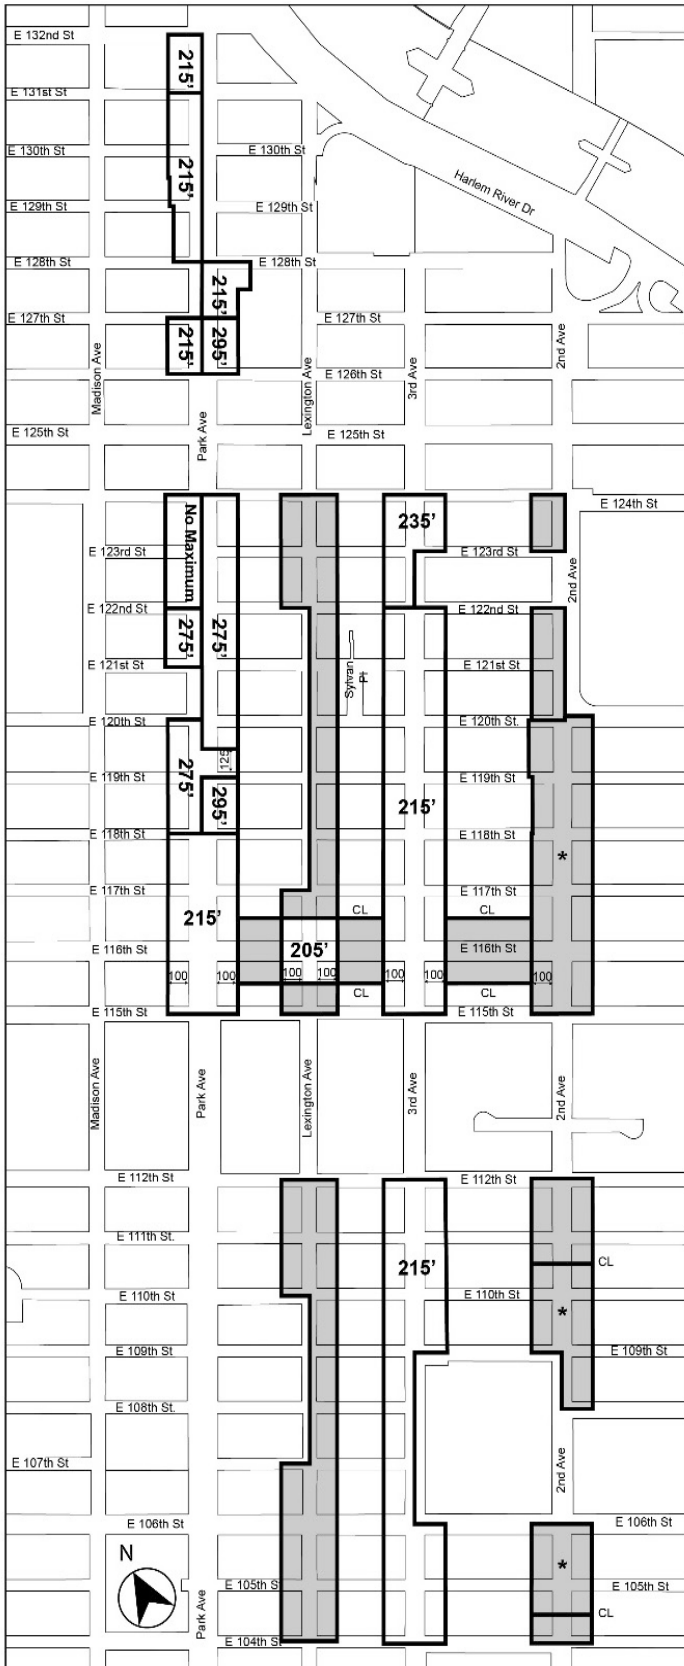 E 132nd St
215'
E 131st St
E 130th St
E 130th St
215'
Harlem River Dr
E 129th St
E 129th St
E 128th St
E 128th St
215'
E 127th St
E 127th St
215'
295'
2nd Ave
Madison Ave
Lexington Ave
3rd Ave
E 126th St
Park Ave
E 125th St
E 125th St
E 124th St
No Maximum
235'
E 123rd St
E 123rd St
2nd Ave
E 122nd St
E 122nd St
275'
275'
E 121st St
E 121st St
Sylvan
Pl
E 120th St
E 120th St.
125
E 119th St
E 119th St
275'
295'
215'
E 118th St
E 118th St
*
E 117th St
E 117th St
215'
CL
CL
E 116th St
205'
E 116th St
100
100
100
100
100
100
100
CL
CL
E 115th St
E 115th St
Madison Ave
Park Ave
Lexington Ave
3rd Ave
2nd Ave
E 112th St
E 112th St
E 111th St.
215'
CL
E 110th St
E 110th St
*
E 109th St
E 109th St
E 108th St.
E 107th St
2nd Ave
E 106th St
E 106th St
N
*
E 105th St
E 105th St
Park Ave
CL
E 104th St